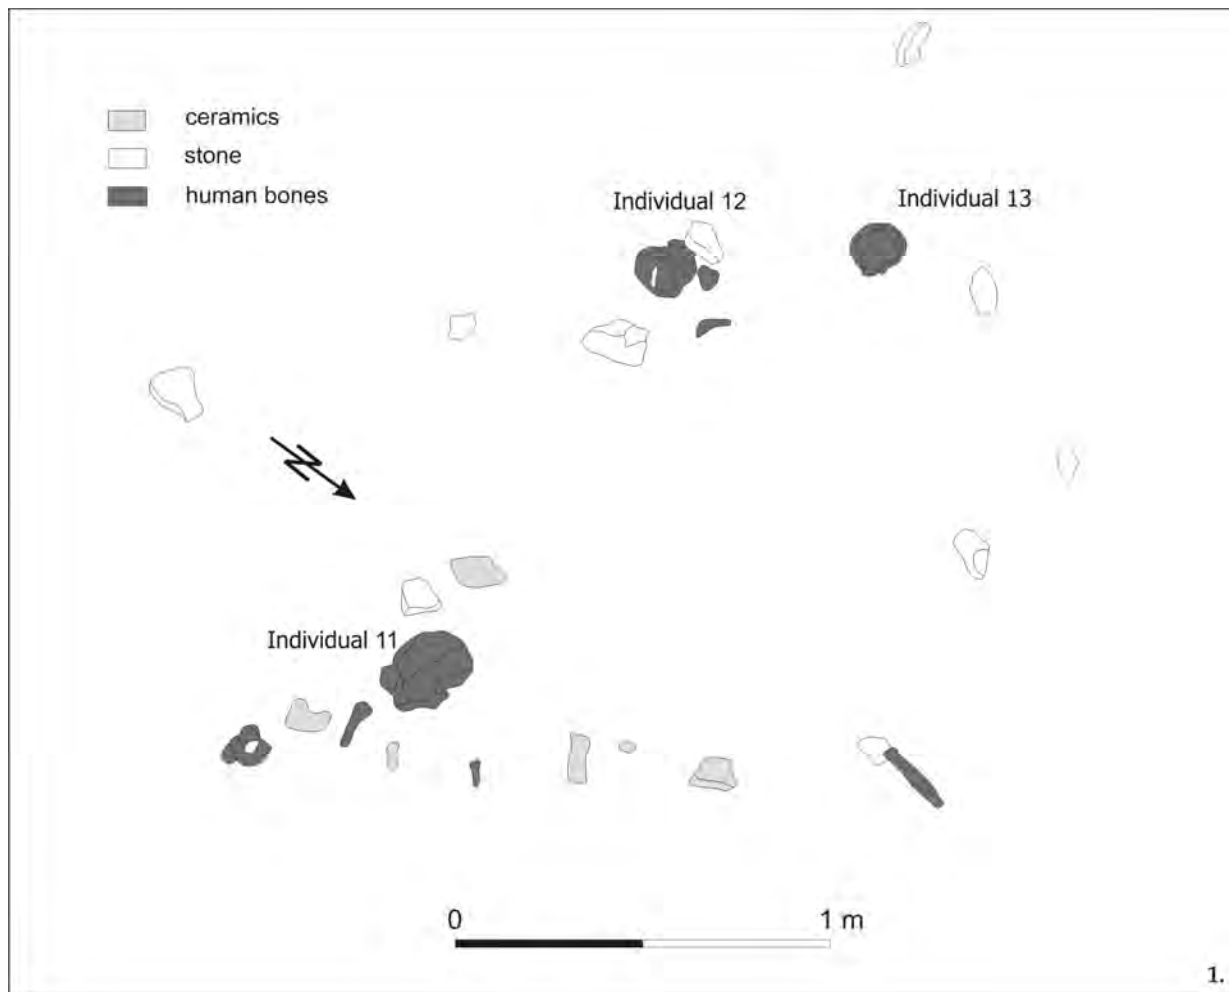 ceramics
stone
human bones
Individual 12
Individual 13
N
Individual 11
0 1 m
1.